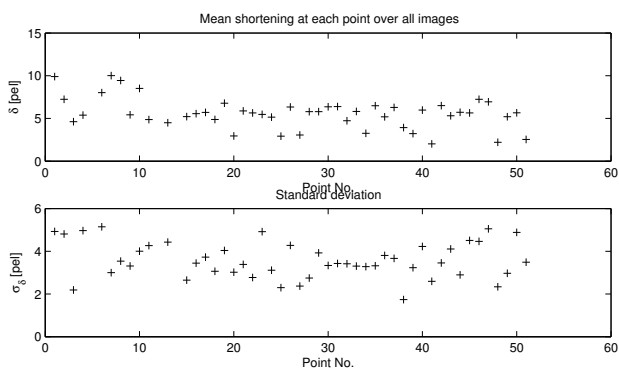 Mean shortening at each point over all images
15
10
5
0
δ [pel]
0 10 20 30 40 50 60
Point No.
Standard deviation
6
4
2
0
σδ [pel]
0 10 20 30 40 50 60
Point No.